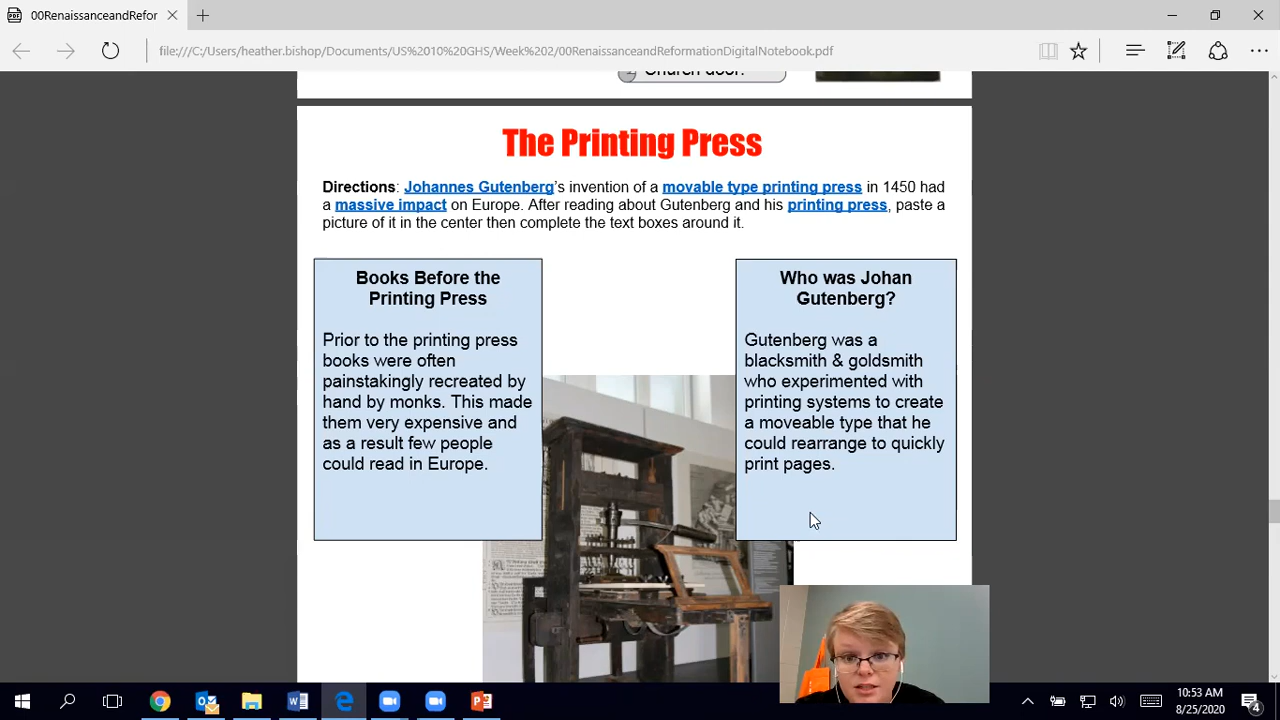 00RenaissanceandRefor
file:///C:/Users/heather.bishop/Documents/US%2010%20GHS/Week%202/00RenaissanceandReformationDigitalNotebook.pdf
Church door.
The Printing Press
Directions: Johannes Gutenberg's invention of a movable type printing press in 1450 had
a massive impact on Europe. After reading about Gutenberg and his printing press, paste a
picture of it in the center then complete the text boxes around it.
Books Before the
Printing Press
Prior to the printing press
books were often
painstakingly recreated by
hand by monks. This made
them very expensive and
as a result few people
could read in Europe.
Who was Johan
Gutenberg?
Gutenberg was a
blacksmith & goldsmith
who experimented with
printing systems to create
a moveable type that he
could rearrange to quickly
print pages.
10:53 AM
8/25/2020
4